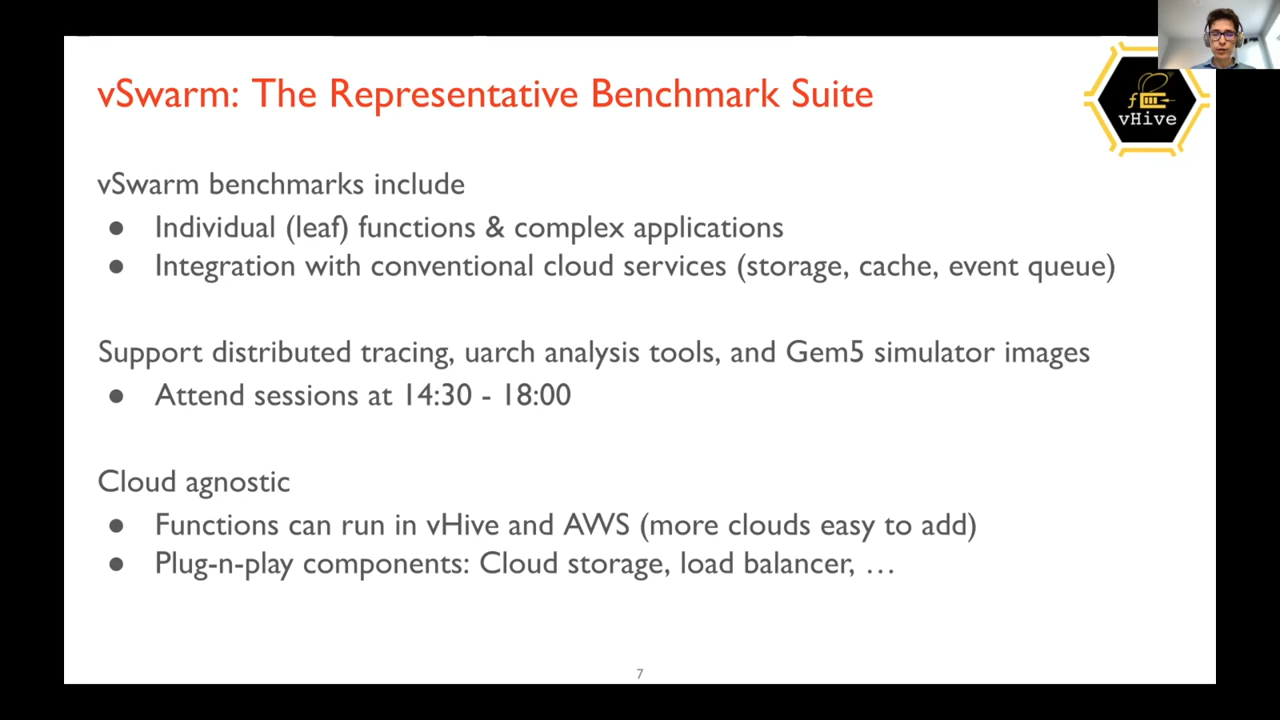 vSwarm: The Representative Benchmark Suite
vHive
vSwarm benchmarks include
● Individual (leaf) functions & complex applications
● Integration with conventional cloud services (storage, cache, event queue)
Support distributed tracing, uarch analysis tools, and Gem5 simulator images
● Attend sessions at 14:30 - 18:00
Cloud agnostic
● Functions can run in vHive and AWS (more clouds easy to add)
● Plug-n-play components: Cloud storage, load balancer, …
7